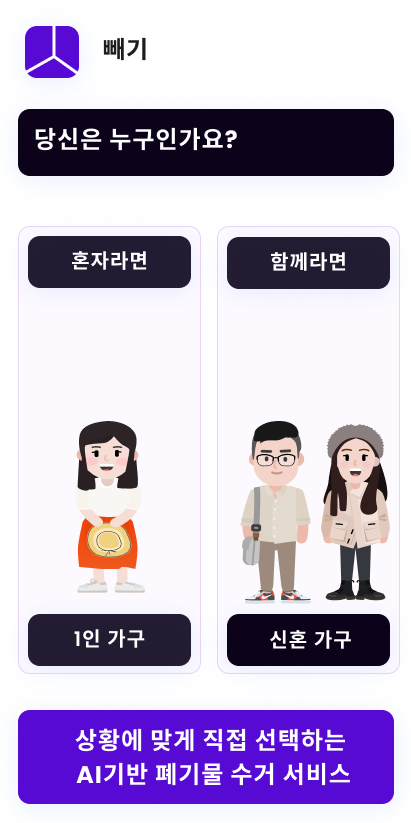 빼기
당신은 누구인가요?
혼자라면
함께라면
1인 가구
신혼 가구
상황에 맞게 직접 선택하는
AI기반 폐기물 수거 서비스